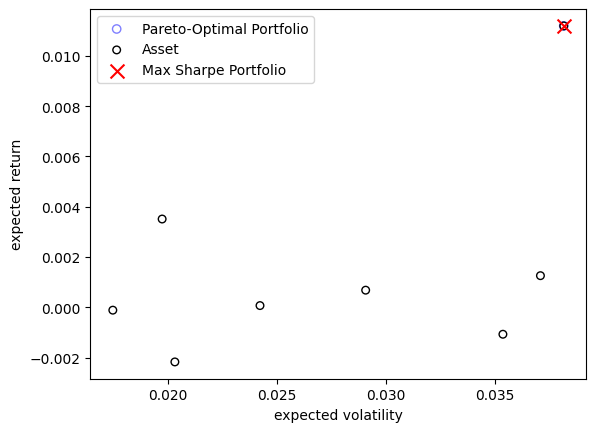 Pareto-Optimal Portfolio
Asset
Max Sharpe Portfolio
expected return
0.010
0.008
0.006
0.004
0.002
0.000
−0.002
0.020 0.025 0.030 0.035
expected volatility